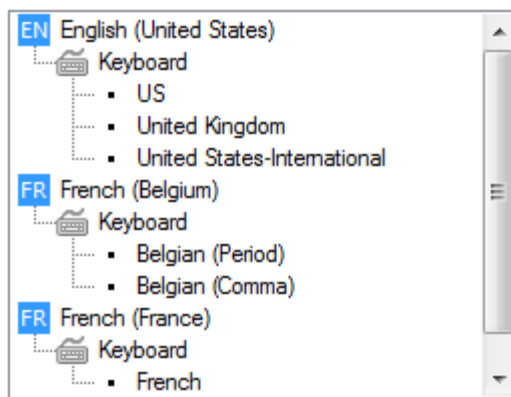 EN English (United States)
Keyboard
US
United Kingdom
United States-International
FR French (Belgium)
Keyboard
Belgian (Period)
Belgian (Comma)
FR French (France)
Keyboard
French